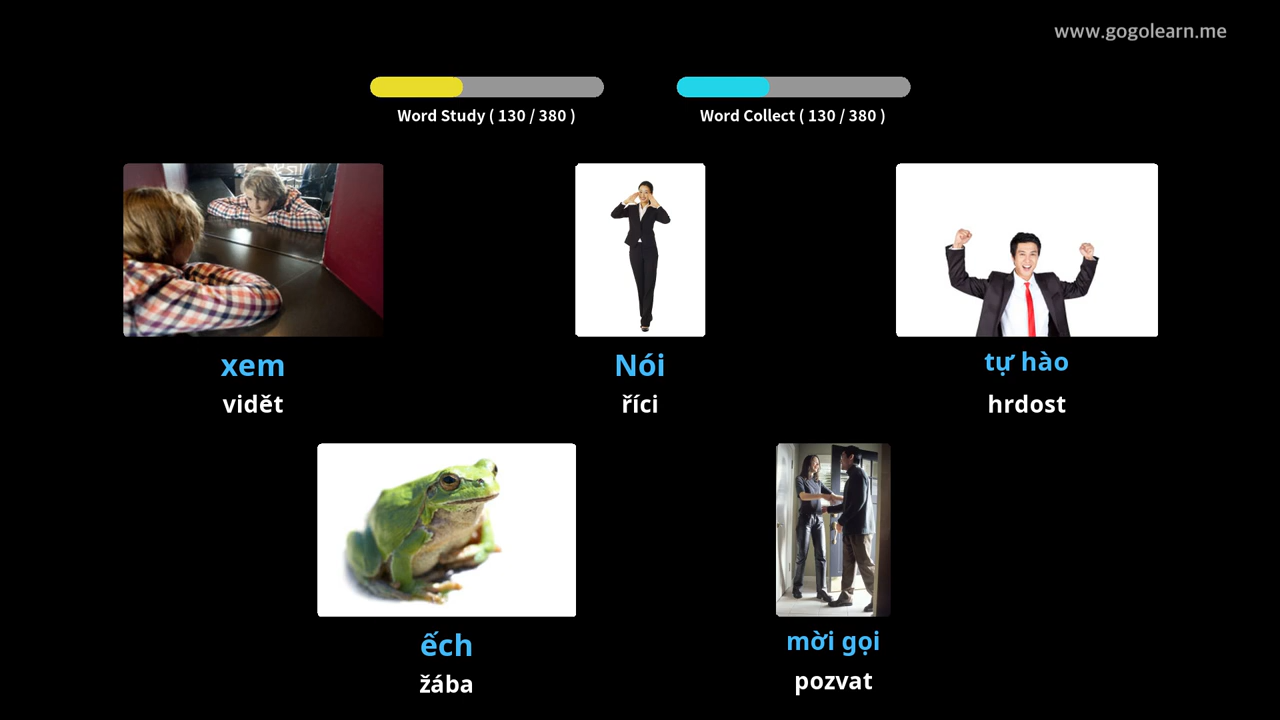 www.gogolearn.me
Word Study ( 130 / 380 )
Word Collect ( 130 / 380 )
xem
vidět
Nói
říci
tự hào
hrdost
ếch
žába
mời gọi
pozvat